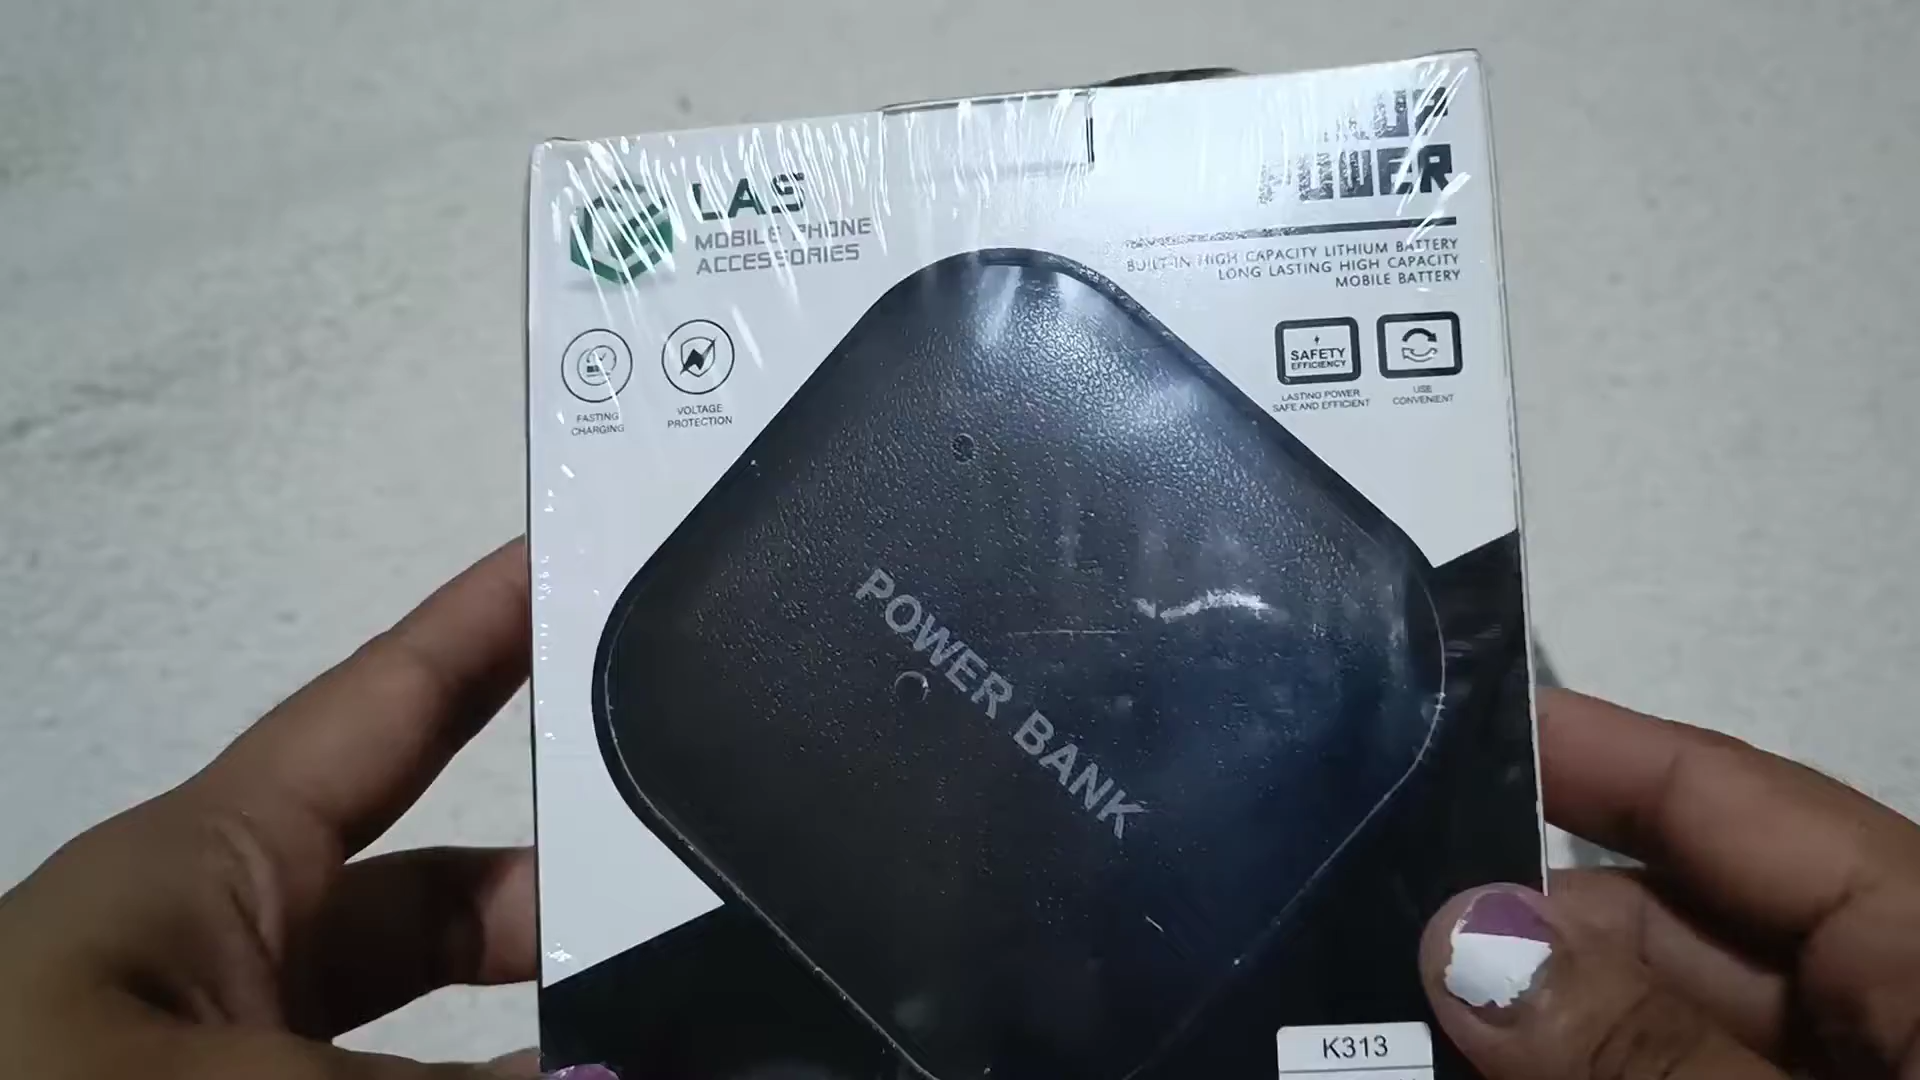 LAS
MOBILE PHONE
ACCESSORIES
POWER
BUILT-IN HIGH CAPACITY LITHIUM BATTERY
LONG LASTING HIGH CAPACITY
MOBILE BATTERY
FASTING
CHARGING
VOLTAGE
PROTECTION
SAFETY
EFFICIENCY
LASTING POWER
SAFE AND EFFICIENT
USE
CONVENIENT
POWER BANK
K313